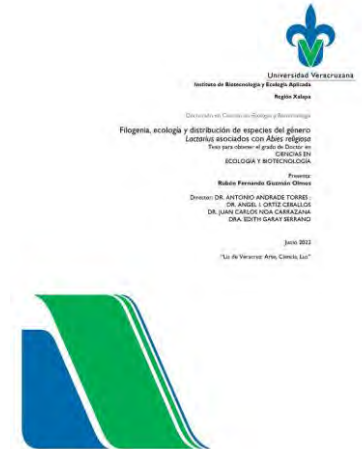 Universidad Veracruzana
Instituto de Biotecnología y Ecología Aplicada
Región Xalapa
Doctorado en Ciencias en Ecología y Biotecnología
Filogenia, ecología y distribución de especies del género
Lactarius asociados con Abies religiosa
Tesis para obtener el grado de Doctor en
CIENCIAS EN
ECOLOGÍA Y BIOTECNOLOGÍA
Presenta:
Rubén Fernando Guzmán Olmos
Director: DR. ANTONIO ANDRADE TORRES
DR. ANGEL I. ORTÍZ CEBALLOS
DR. JUAN CARLOS NOA CARRAZANA
DRA. EDITH GARAY SERRANO
Junio 2022
"Lis de Veracruz: Arte, Ciencia, Luz"